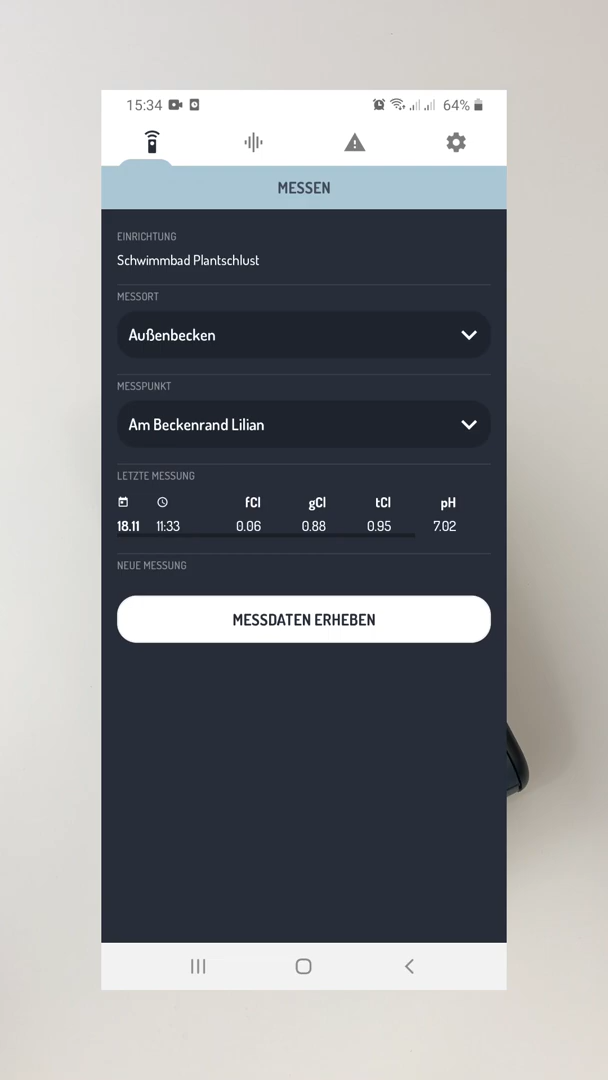 15:34 64%
MESSEN
EINRICHTUNG
Schwimmbad Plantschlust
MESSORT
Außenbecken
MESSPUNKT
Am Beckenrand Lilian
LETZTE MESSUNG
fCl gCl tCl pH
18.11 11:33 0.06 0.88 0.95 7.02
NEUE MESSUNG
MESSDATEN ERHEBEN